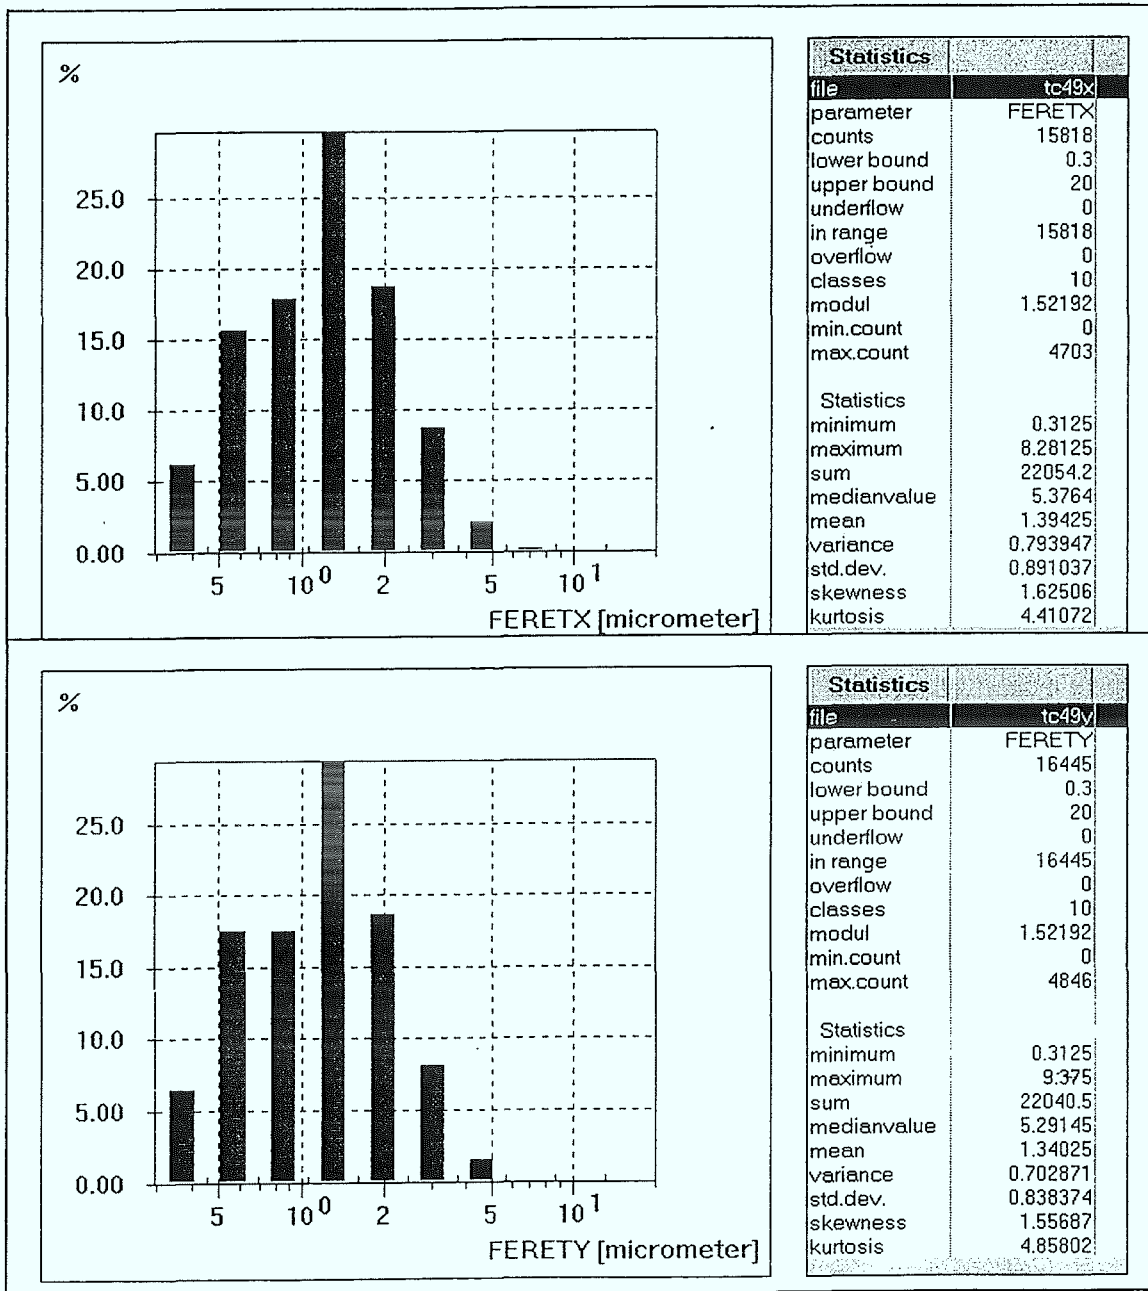 %
25.0
20.0
15.0
10.0
5.00
0.00
5 10⁰ 2 5 10¹
FERETX [micrometer]
Statistics
file tc49x
parameter FERETX
counts 15818
lower bound 0.3
upper bound 20
underflow 0
in range 15818
overflow 0
classes 10
modul 1.52192
min.count 0
max.count 4703
Statistics
minimum 0.3125
maximum 8.28125
sum 22054.2
medianvalue 5.3764
mean 1.39425
variance 0.793947
std.dev. 0.891037
skewness 1.62506
kurtosis 4.41072
%
25.0
20.0
15.0
10.0
5.00
0.00
5 10⁰ 2 5 10¹
FERETY [micrometer]
Statistics
file tc49y
parameter FERETY
counts 16445
lower bound 0.3
upper bound 20
underflow 0
in range 16445
overflow 0
classes 10
modul 1.52192
min.count 0
max.count 4846
Statistics
minimum 0.3125
maximum 9.375
sum 22040.5
medianvalue 5.29145
mean 1.34025
variance 0.702871
std.dev. 0.838374
skewness 1.55687
kurtosis 4.85802